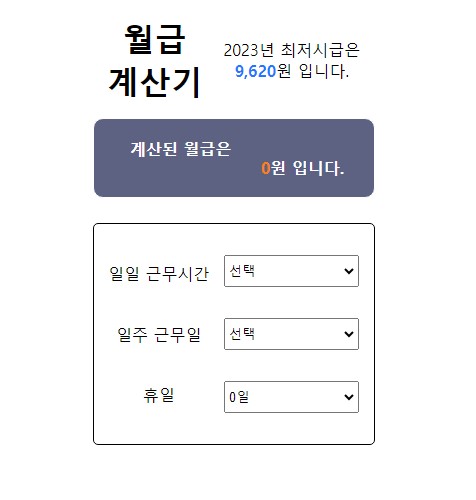 월급
계산기
2023년 최저시급은
9,620원 입니다.
계산된 월급은
0원 입니다.
일일 근무시간
선택
일주 근무일
선택
휴일
0일